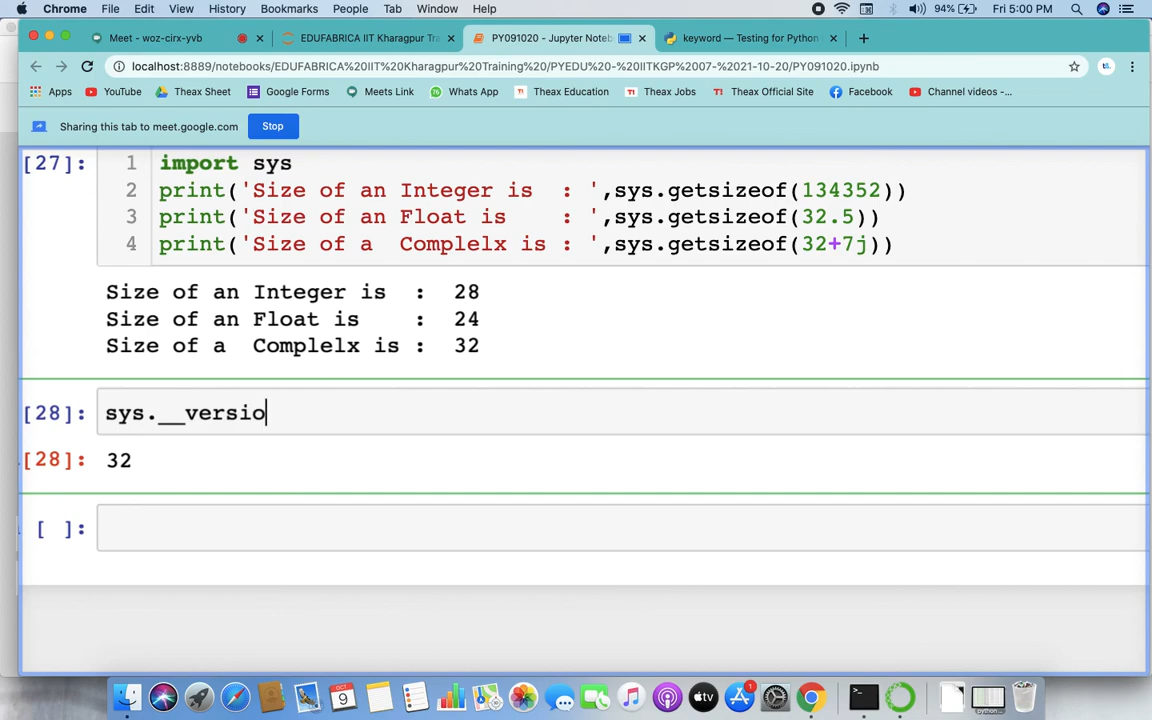 Chrome File Edit View History Bookmarks People Tab Window Help 94% Fri 5:00 PM
Meet - woz-cirx-yvb EDUFABRICA IIT Kharagpur Tra PY091020 - Jupyter Noteb keyword — Testing for Python
localhost:8889/notebooks/EDUFABRICA%20IIT%20Kharagpur%20Training%20/PYEDU%20-%20IITKGP%2007-%2021-10-20/PY091020.ipynb
Apps YouTube Theax Sheet Google Forms Meets Link Whats App Theax Education Theax Jobs Theax Official Site Facebook Channel videos -...
Sharing this tab to meet.google.com Stop
[27]: 1 import sys
2 print('Size of an Integer is  : ',sys.getsizeof(134352))
3 print('Size of an Float is    : ',sys.getsizeof(32.5))
4 print('Size of a  Complelx is : ',sys.getsizeof(32+7j))
Size of an Integer is  :  28
Size of an Float is    :  24
Size of a  Complelx is :  32
[28]: sys.__versio
[28]: 32
[ ]:
OCT
9
1
python